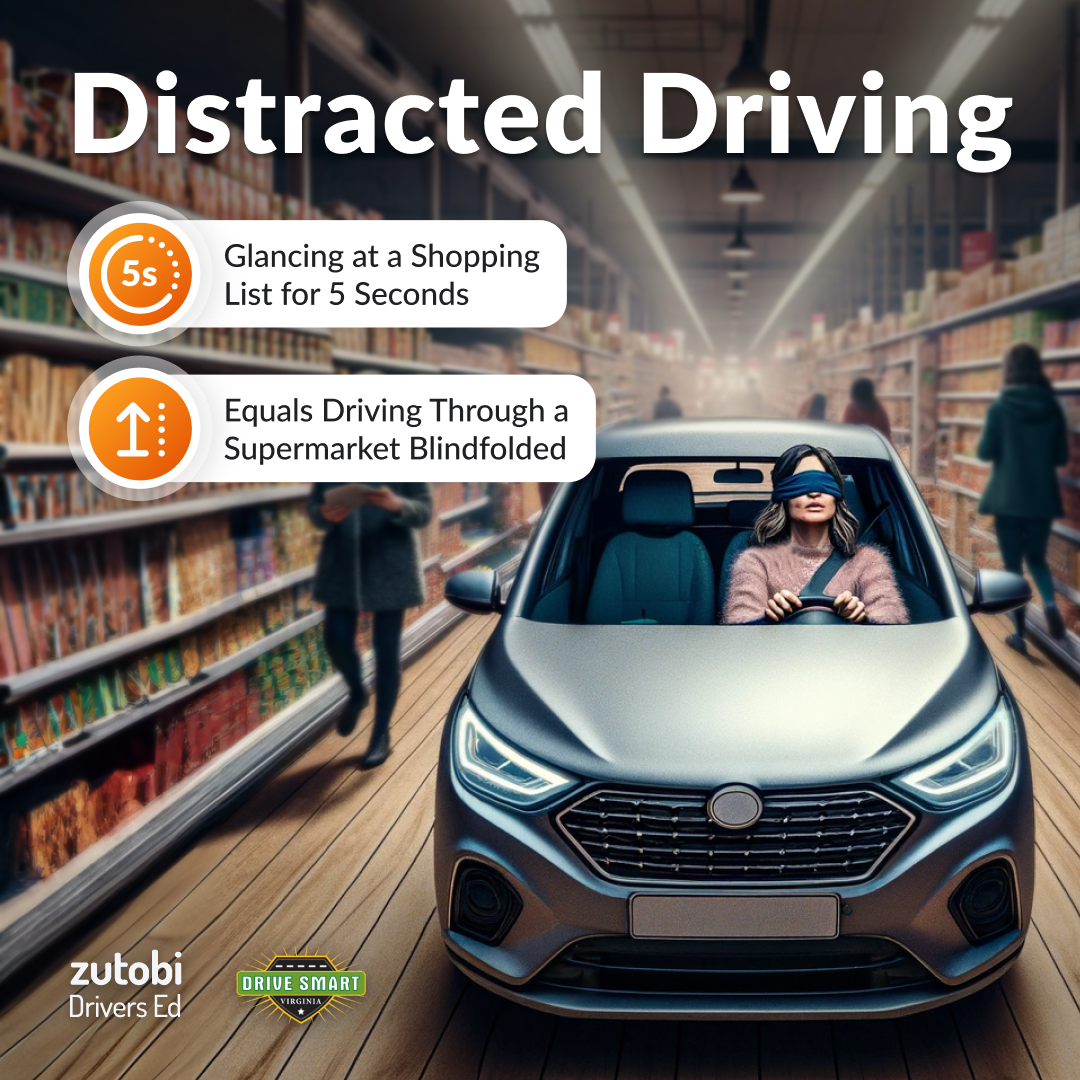 Distracted Driving
5s
Glancing at a Shopping
List for 5 Seconds
Equals Driving Through a
Supermarket Blindfolded
zutobi
Drivers Ed
DRIVE SMART
VIRGINIA